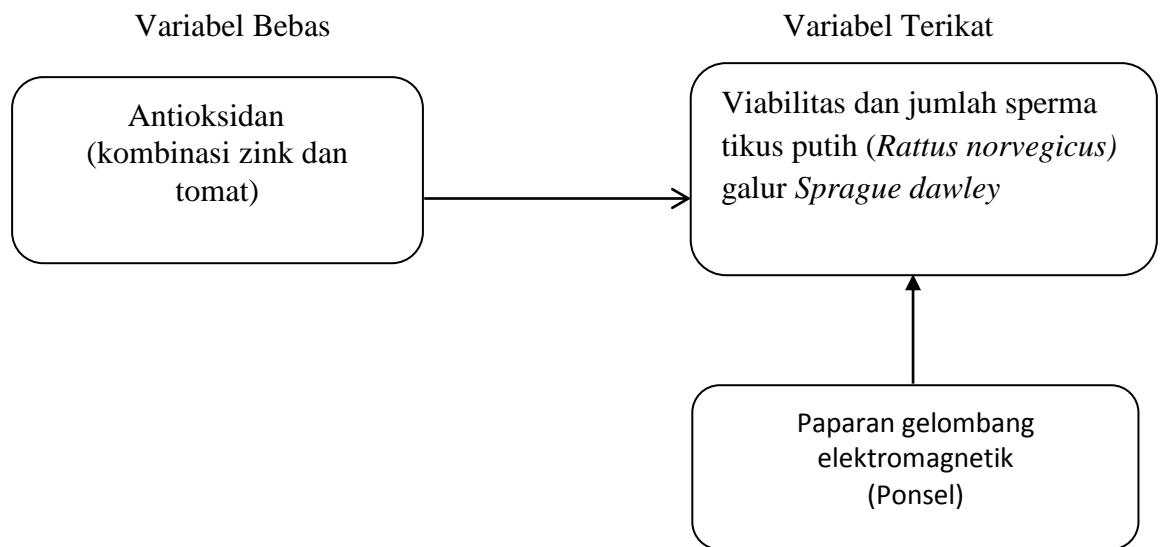 Variabel Bebas
Variabel Terikat
Antioksidan
(kombinasi zink dan
tomat)
Viabilitas dan jumlah sperma
tikus putih (Rattus norvegicus)
galur Sprague dawley
Paparan gelombang
elektromagnetik
(Ponsel)